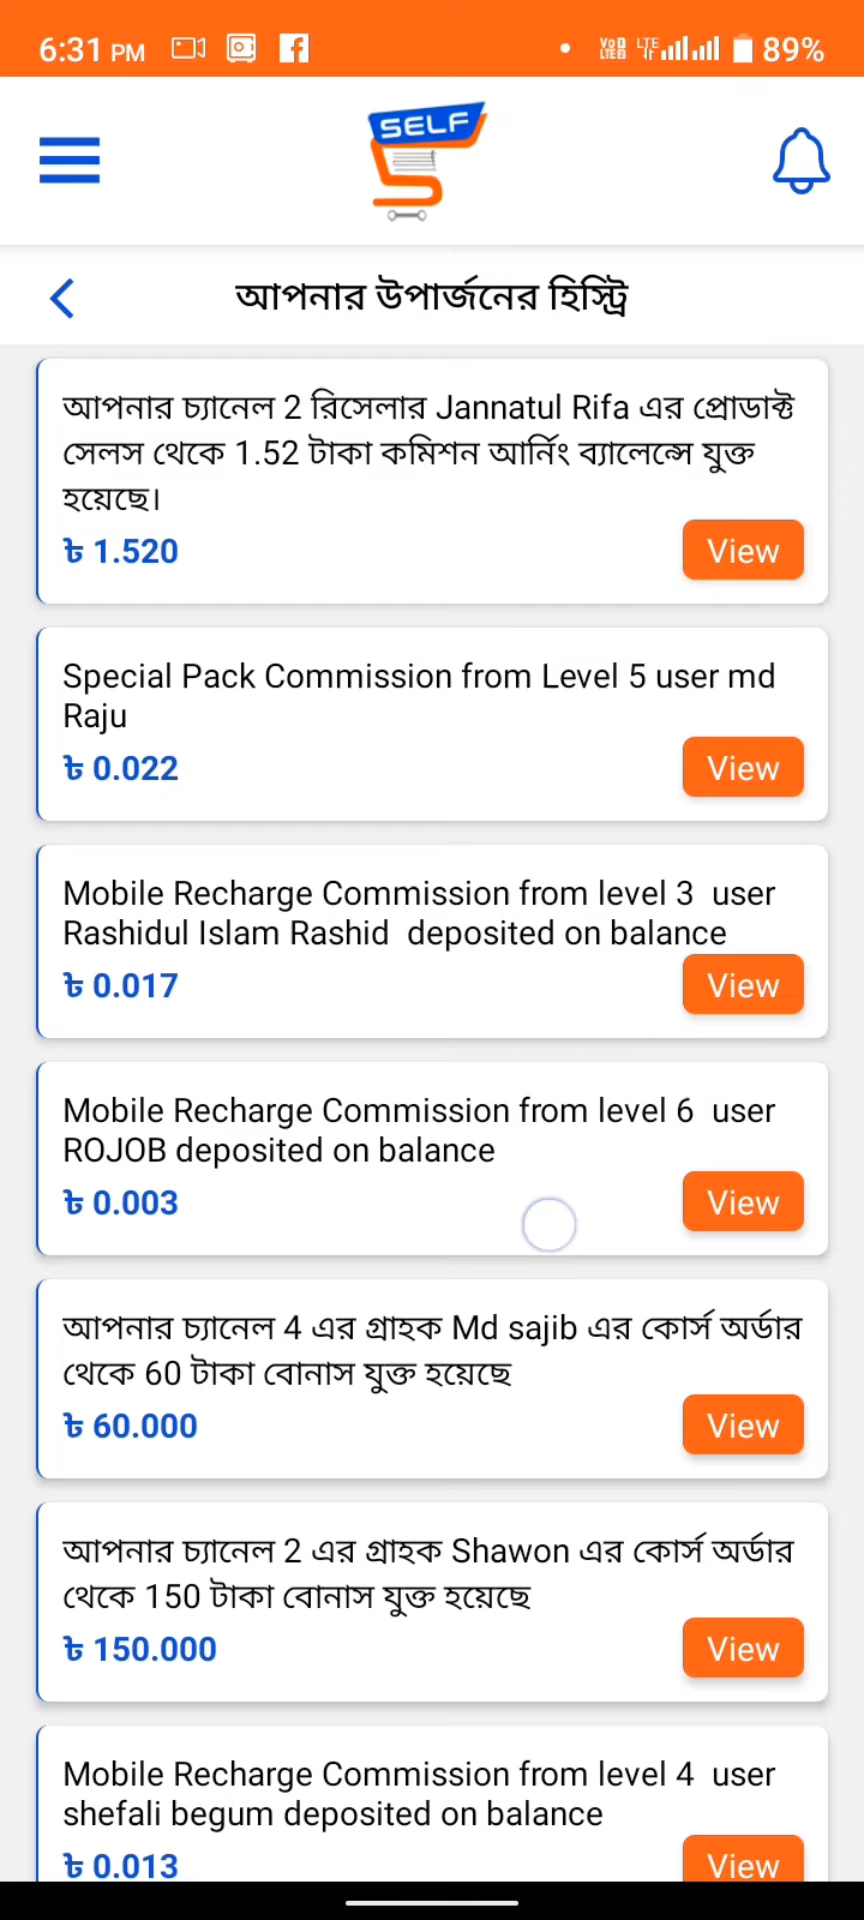 6:31 PM
89%
SELF
আপনার উপার্জনের হিস্ট্রি
আপনার চ্যানেল 2 রিসেলার Jannatul Rifa এর প্রোডাক্ট
সেলস থেকে 1.52 টাকা কমিশন আর্নিং ব্যালেন্সে যুক্ত
হয়েছে।
৳ 1.520
View
Special Pack Commission from Level 5 user md
Raju
৳ 0.022
View
Mobile Recharge Commission from level 3 user
Rashidul Islam Rashid deposited on balance
৳ 0.017
View
Mobile Recharge Commission from level 6 user
ROJOB deposited on balance
৳ 0.003
View
আপনার চ্যানেল 4 এর গ্রাহক Md sajib এর কোর্স অর্ডার
থেকে 60 টাকা বোনাস যুক্ত হয়েছে
৳ 60.000
View
আপনার চ্যানেল 2 এর গ্রাহক Shawon এর কোর্স অর্ডার
থেকে 150 টাকা বোনাস যুক্ত হয়েছে
৳ 150.000
View
Mobile Recharge Commission from level 4 user
shefali begum deposited on balance
৳ 0.013
View